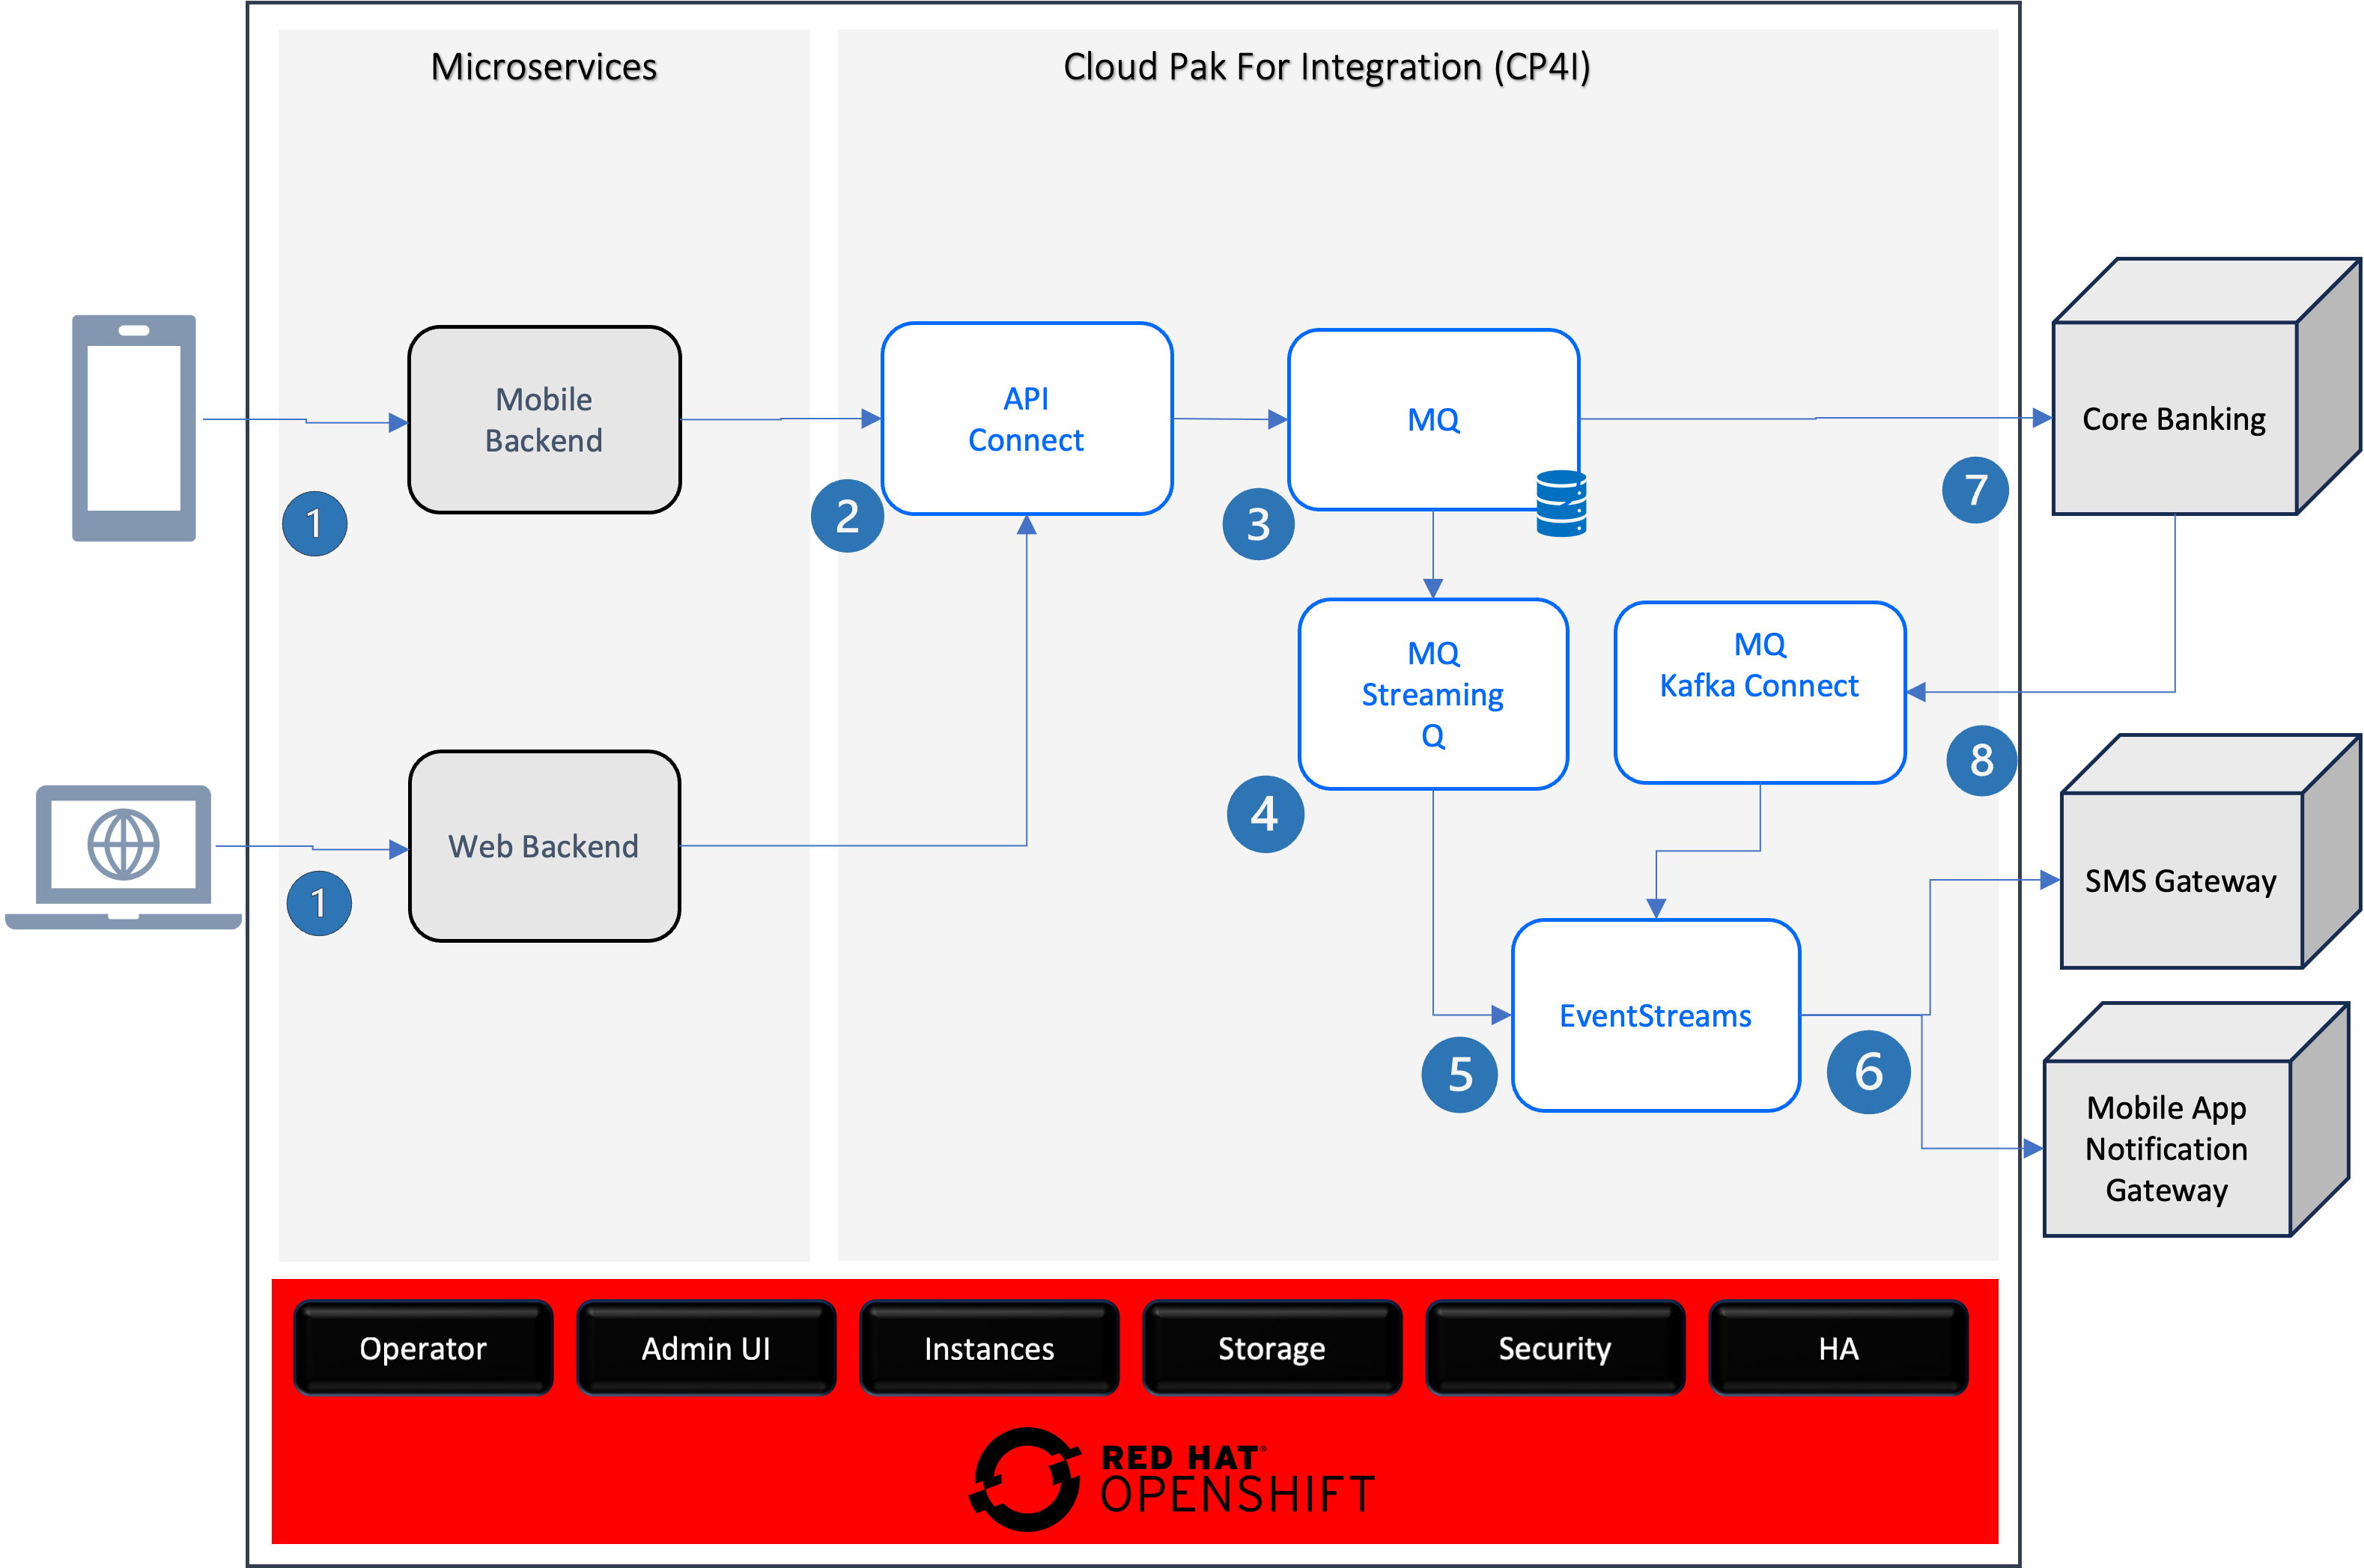 Microservices
Cloud Pak For Integration (CP4I)
Mobile
Backend
API
Connect
MQ
Core Banking
1
2
3
7
MQ
Streaming
Q
MQ
Kafka Connect
4
8
Web Backend
1
SMS Gateway
EventStreams
5
6
Mobile App
Notification
Gateway
Operator
Admin UI
Instances
Storage
Security
HA
RED HAT®
OPENSHIFT